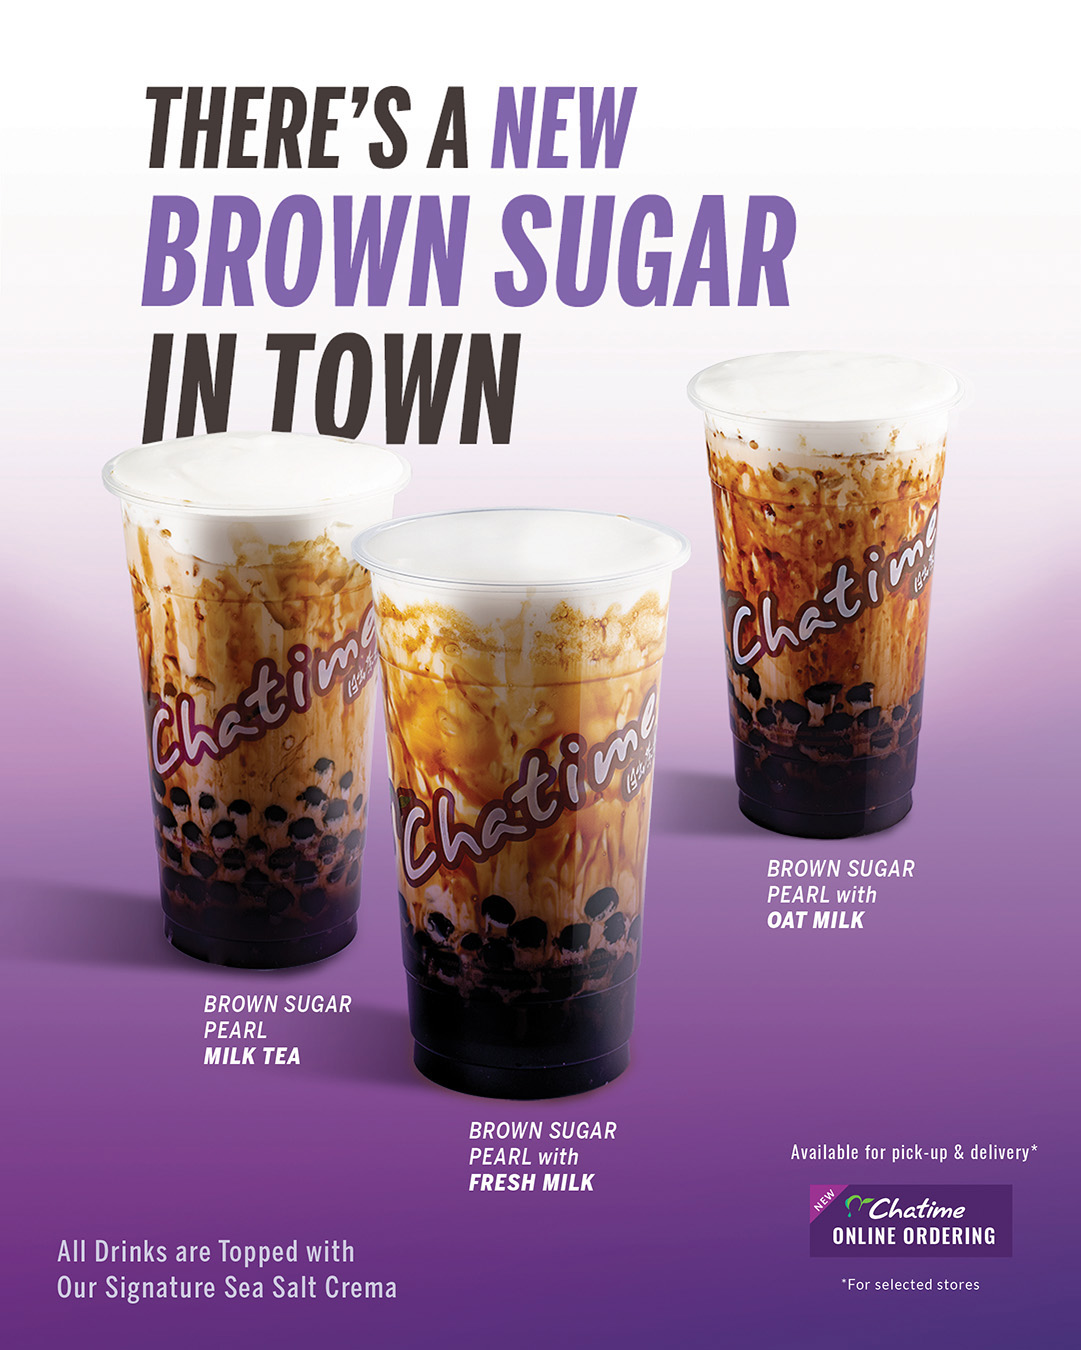 THERE'S A NEW
BROWN SUGAR
IN TOWN
Chatime
Chatime
Chatime
BROWN SUGAR
PEARL with
OAT MILK
BROWN SUGAR
PEARL
MILK TEA
BROWN SUGAR
PEARL with
FRESH MILK
Available for pick-up & delivery*
NEW
Chatime
ONLINE ORDERING
*For selected stores
All Drinks are Topped with
Our Signature Sea Salt Crema